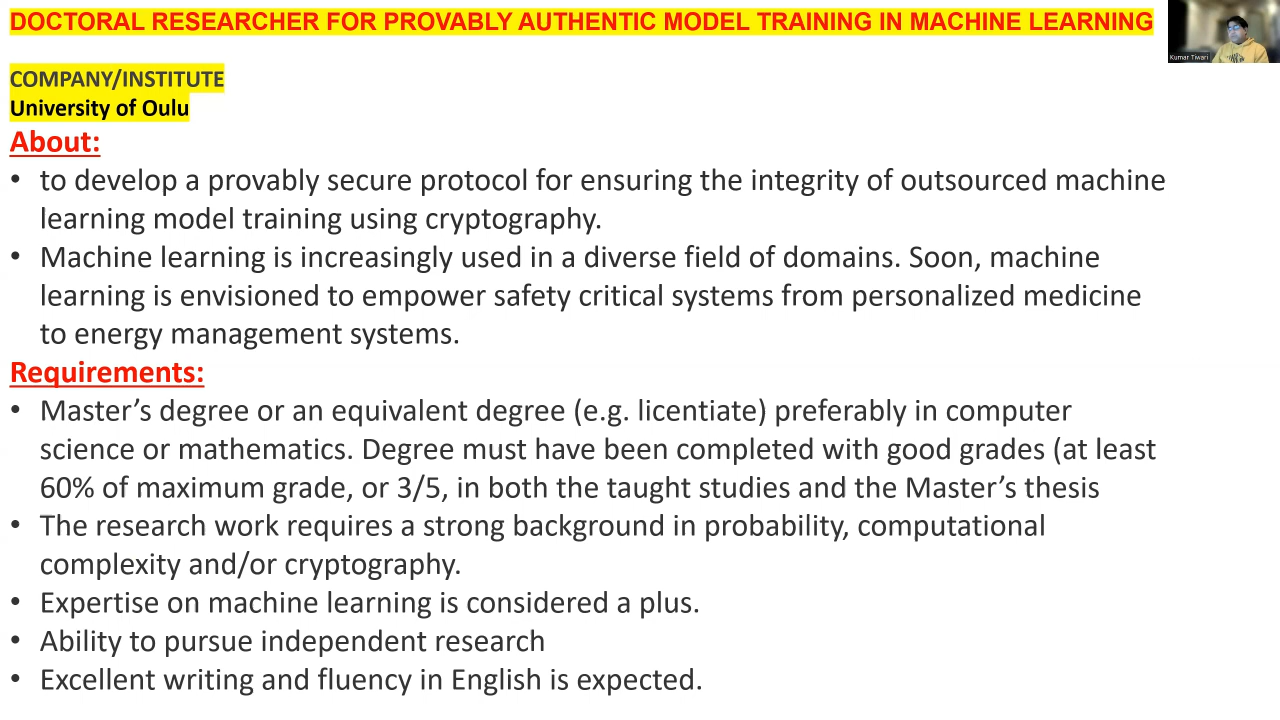 DOCTORAL RESEARCHER FOR PROVABLY AUTHENTIC MODEL TRAINING IN MACHINE LEARNING
Kumar Tiwari
COMPANY/INSTITUTE
University of Oulu
About:
• to develop a provably secure protocol for ensuring the integrity of outsourced machine
learning model training using cryptography.
• Machine learning is increasingly used in a diverse field of domains. Soon, machine
learning is envisioned to empower safety critical systems from personalized medicine
to energy management systems.
Requirements:
• Master’s degree or an equivalent degree (e.g. licentiate) preferably in computer
science or mathematics. Degree must have been completed with good grades (at least
60% of maximum grade, or 3/5, in both the taught studies and the Master’s thesis
• The research work requires a strong background in probability, computational
complexity and/or cryptography.
• Expertise on machine learning is considered a plus.
• Ability to pursue independent research
• Excellent writing and fluency in English is expected.